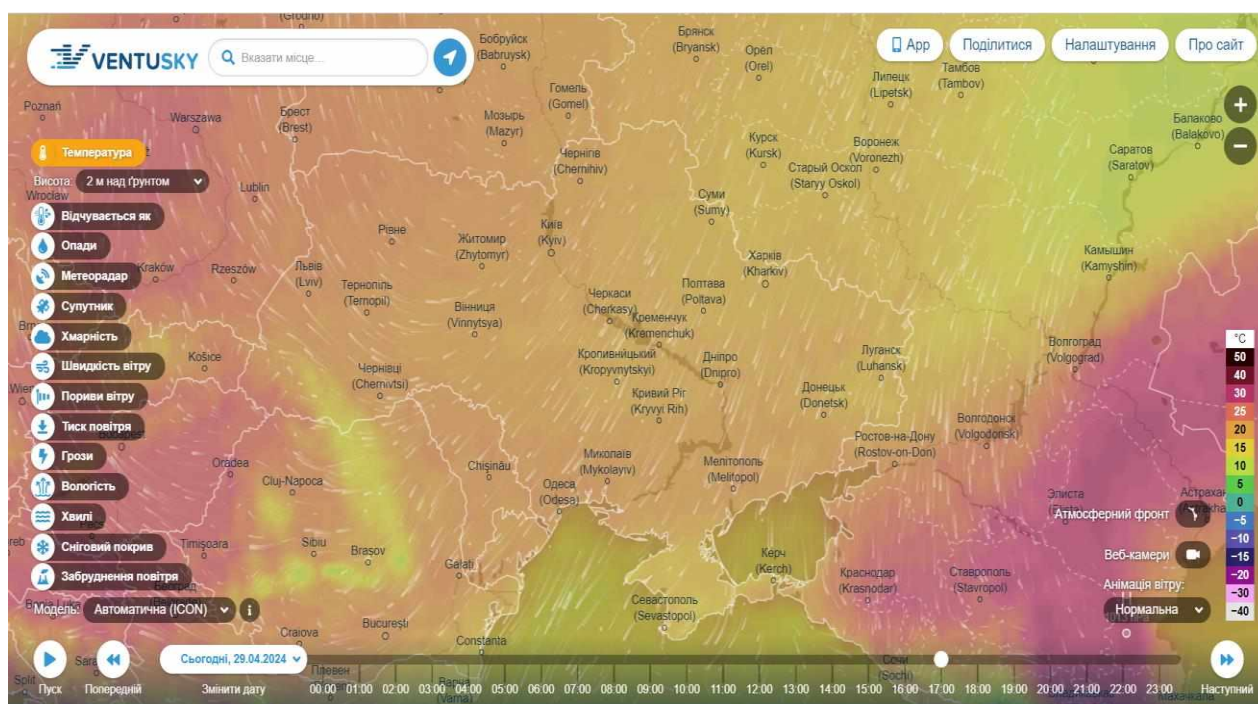 (Grodno)
VENTUSKY
Вказати місце...
Бобруйск
(Babruysk)
Брянск
(Bryansk)
Орёл
(Orel)
App
Поділитися
Налаштування
Про сайт
Липецк
(Lipetsk)
Тамбов
(Tambov)
Гомель
(Gomel)
Poznań
Warszawa
Брест
(Brest)
Мозырь
(Mazyr)
Балаково
(Balakovo)
+
−
Температура
Чернігів
(Chernihiv)
Курск
(Kursk)
Воронеж
(Voronezh)
Старый Оскол
(Staryy Oskol)
Саратов
(Saratov)
Висота:
2 м над ґрунтом
Wrocław
Lublin
Суми
(Sumy)
Відчувається як
Рівне
Житомир
(Zhytomyr)
Київ
(Kyiv)
Опади
Харків
(Kharkiv)
Камышин
(Kamyshin)
Метеорадар
Kraków
Rzeszów
Львів
(Lviv)
Тернопіль
(Ternopil)
Полтава
(Poltava)
Супутник
Вінниця
(Vinnytsya)
Черкаси
(Cherkasy)
Кременчук
(Kremenchuk)
Хмарність
Košice
Чернівці
(Chernivtsi)
Кропивницький
(Kropyvnytskyi)
Дніпро
(Dnipro)
Луганск
(Luhansk)
Волгоград
(Volgograd)
°C
50
40
30
25
20
15
10
5
0
−5
−10
−15
−20
−30
−40
Швидкість вітру
Пориви вітру
Кривий Ріг
(Kryvyi Rih)
Донецьк
(Donetsk)
Тиск повітря
Волгодонск
(Volgodonsk)
Грози
Oradea
Cluj-Napoca
Chișinău
Миколаїв
(Mykolayiv)
Мелітополь
(Melitopol)
Ростов-на-Дону
(Rostov-on-Don)
Вологість
Одеса
(Odesa)
Элиста
Хвилі
Атмосферний фронт
Сніговий покрив
Timișoara
Sibiu
Brașov
Galați
Керч
(Kerch)
Веб-камери
Забруднення повітря
Краснодар
(Krasnodar)
Ставрополь
(Stavropol)
Анімація вітру:
Нормальна
Модель:
Автоматична (ICON)
i
Севастополь
(Sevastopol)
Craiova
București
Constanta
Сьогодні, 29.04.2024
Плевен
Варна
(Varna)
Сочи
(Sochi)
Split
Пуск
Попередній
Змінити дату
00:00 01:00 02:00 03:00 04:00 05:00 06:00 07:00 08:00 09:00 10:00 11:00 12:00 13:00 14:00 15:00 16:00 17:00 18:00 19:00 20:00 21:00 22:00 23:00
Наступний
Махачкала